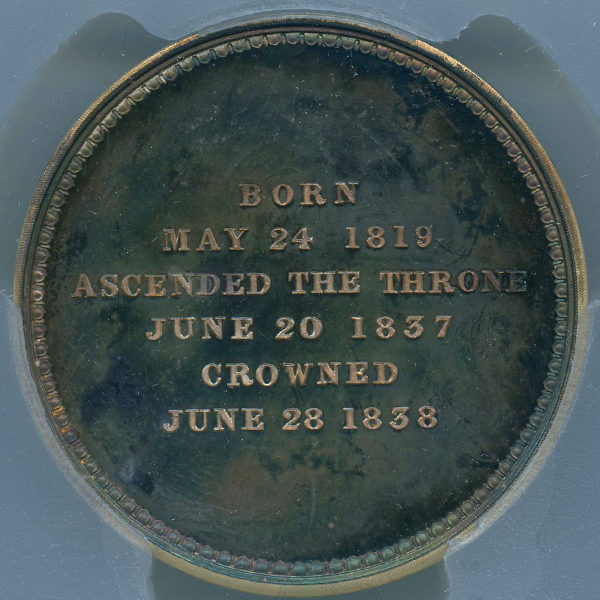 BORN
MAY 24 1819
ASCENDED THE THRONE
JUNE 20 1837
CROWNED
JUNE 28 1838